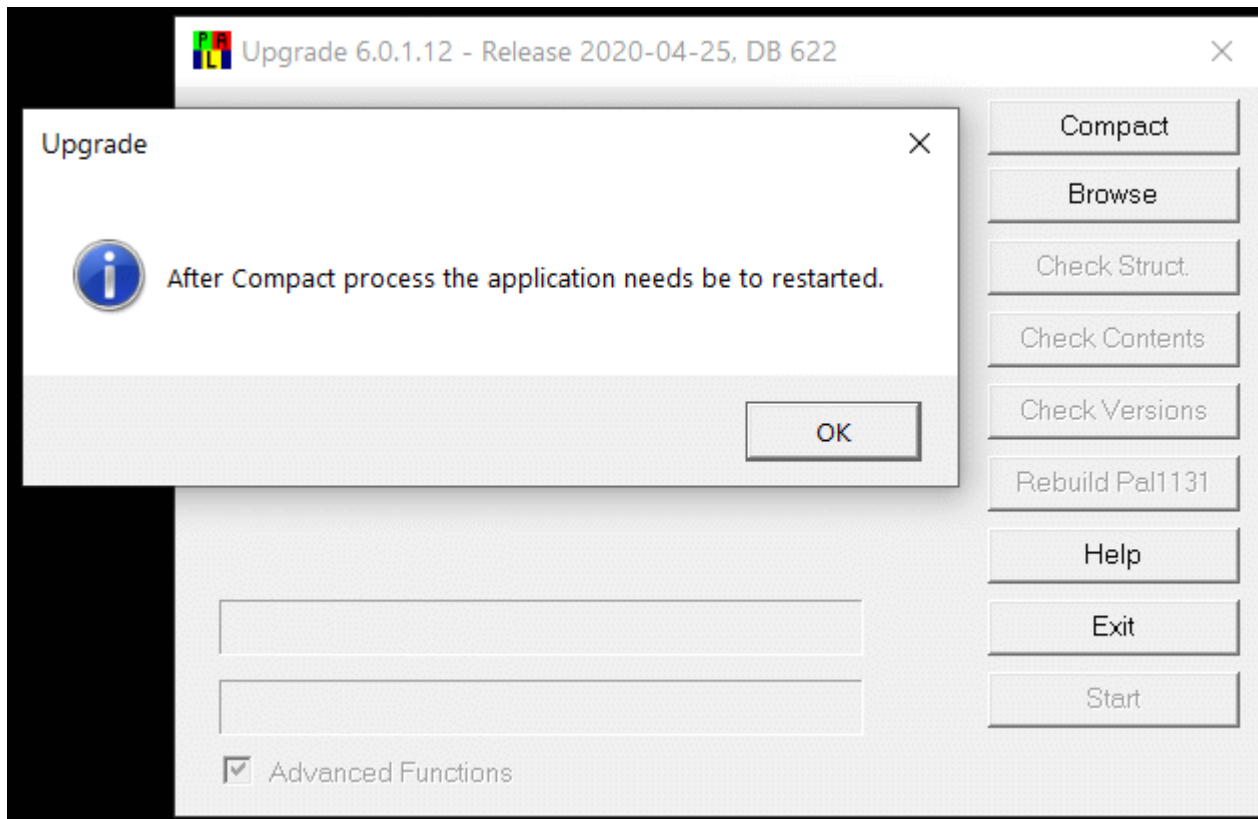 PAL
Upgrade 6.0.1.12 - Release 2020-04-25, DB 622
Upgrade
After Compact process the application needs be to restarted.
OK
Compact
Browse
Check Struct.
Check Contents
Check Versions
Rebuild Pal1131
Help
Exit
Start
Advanced Functions